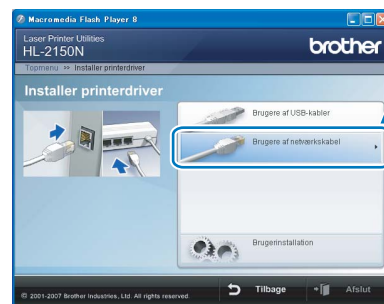 Macromedia Flash Player 8
Laser Printer Utilities
HL-2150N
brother
Topmenu >> Installer printerdriver
Installer printerdriver
Brugere af USB-kabler
Brugere af netværkskabel
Brugerinstallation
© 2001-2007 Brother Industries, Ltd. All rights reserved.
Tilbage
Afslut